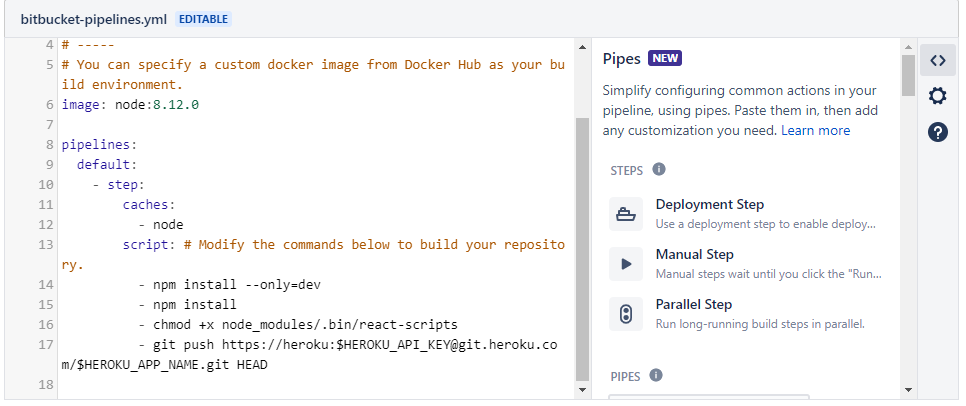 bitbucket-pipelines.yml EDITABLE
4 # -----
5 # You can specify a custom docker image from Docker Hub as your bu
ild environment.
6 image: node:8.12.0
7
8 pipelines:
9   default:
10     - step:
11         caches:
12           - node
13         script: # Modify the commands below to build your reposito
ry.
14           - npm install --only=dev
15           - npm install
16           - chmod +x node_modules/.bin/react-scripts
17           - git push https://heroku:$HEROKU_API_KEY@git.heroku.co
m/$HEROKU_APP_NAME.git HEAD
18
Pipes NEW
Simplify configuring common actions in your
pipeline, using pipes. Paste them in, then add
any customization you need. Learn more
STEPS
Deployment Step
Use a deployment step to enable deploy...
Manual Step
Manual steps wait until you click the "Run...
Parallel Step
Run long-running build steps in parallel.
PIPES